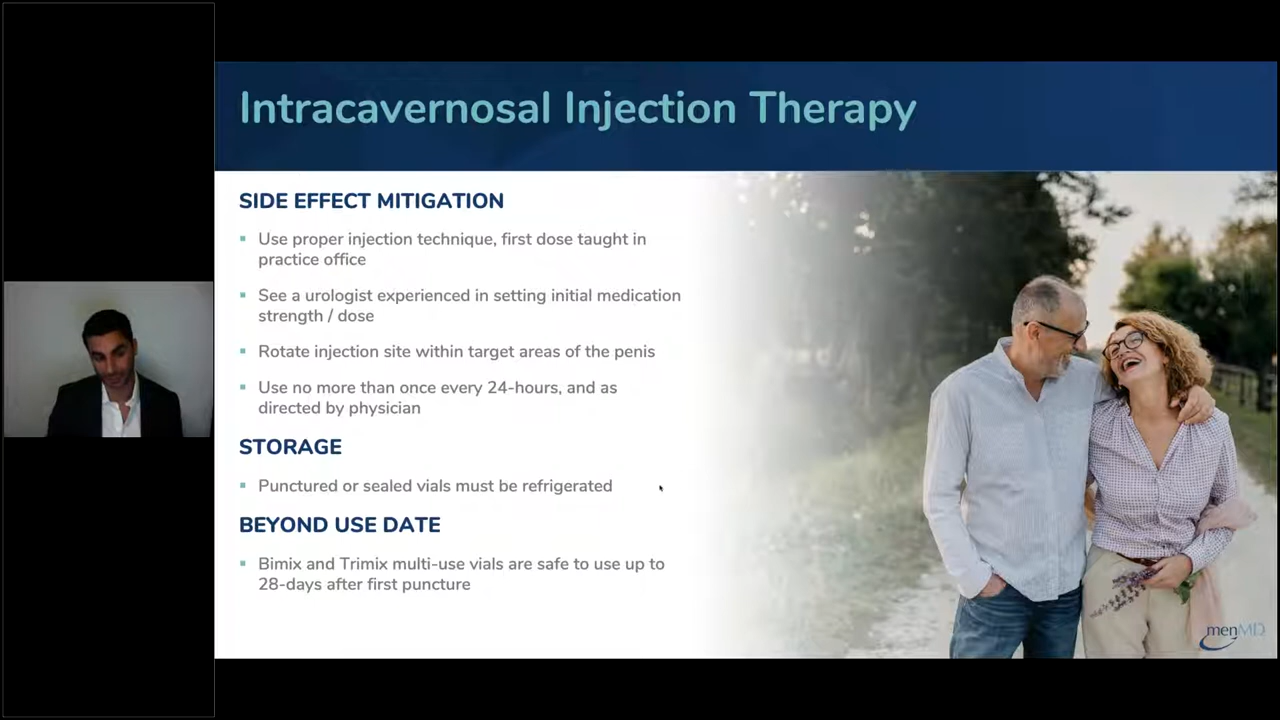 Intracavernosal Injection Therapy
SIDE EFFECT MITIGATION
Use proper injection technique, first dose taught in
practice office
See a urologist experienced in setting initial medication
strength / dose
Rotate injection site within target areas of the penis
Use no more than once every 24-hours, and as
directed by physician
STORAGE
Punctured or sealed vials must be refrigerated
BEYOND USE DATE
Bimix and Trimix multi-use vials are safe to use up to
28-days after first puncture
menMD